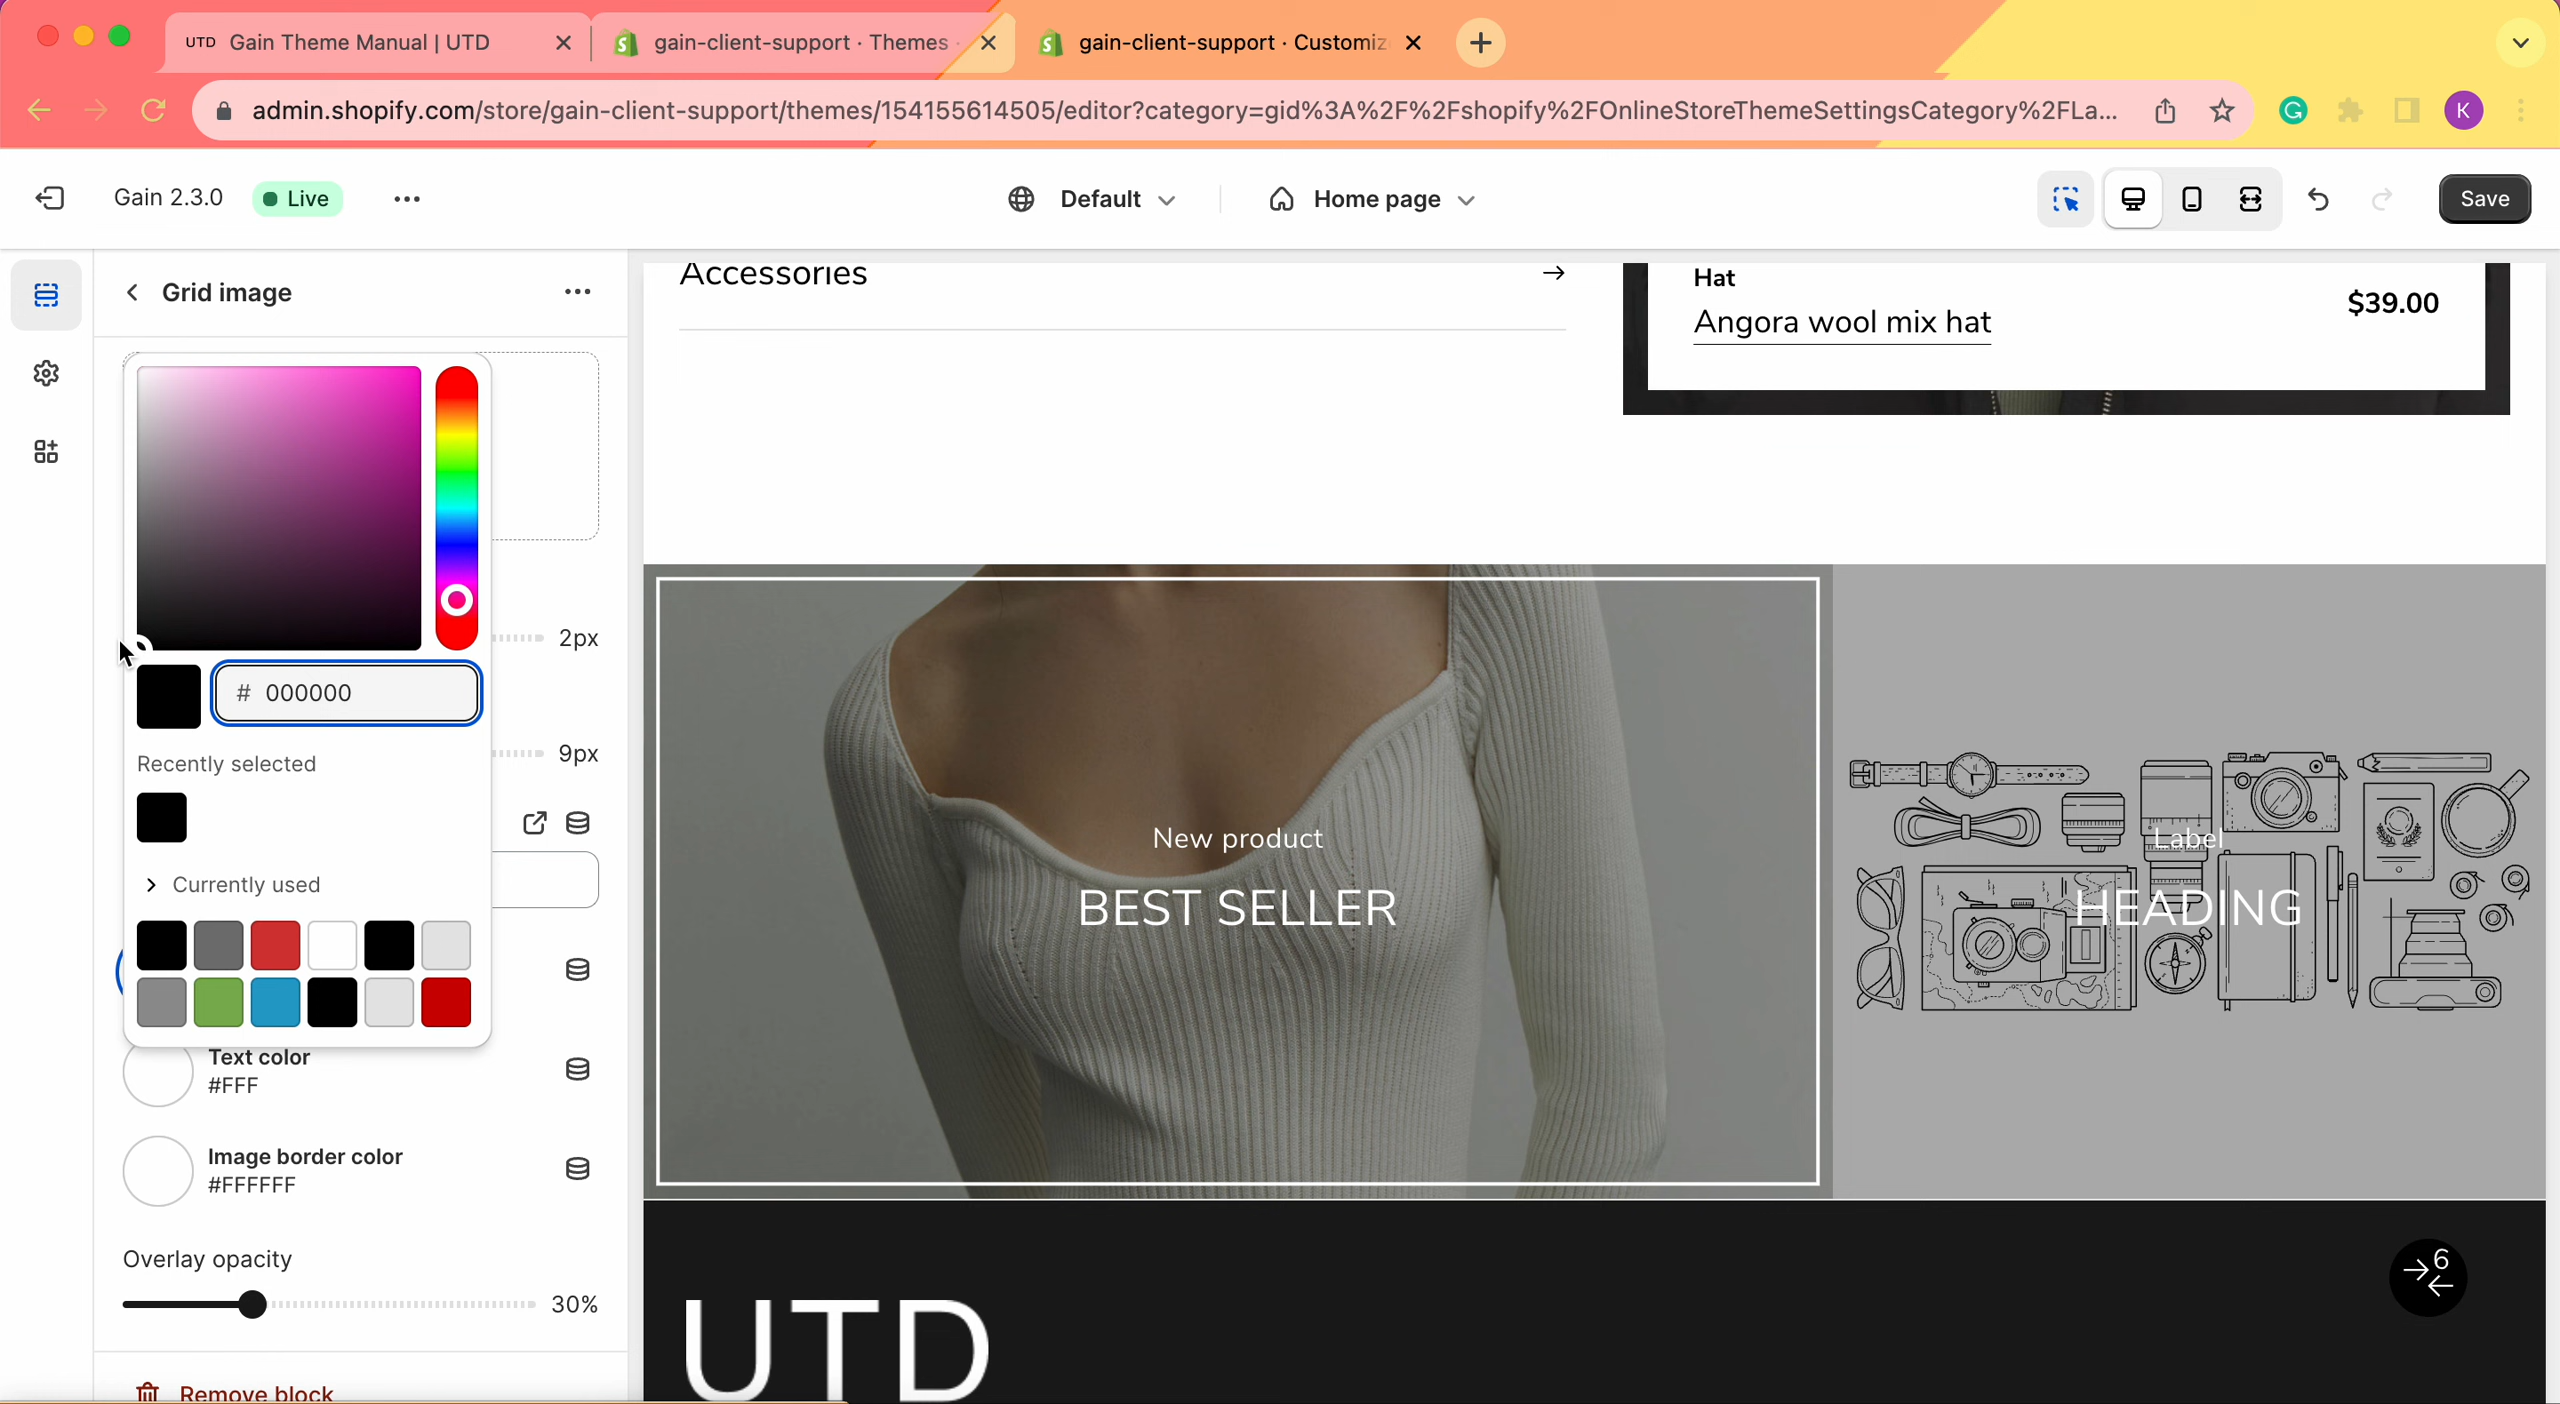 UTD Gain Theme Manual | UTD
gain-client-support · Themes ·
gain-client-support · Customiz
admin.shopify.com/store/gain-client-support/themes/154155614505/editor?category=gid%3A%2F%2Fshopify%2FOnlineStoreThemeSettingsCategory%2FLa...
K
Gain 2.3.0
Live
Default
Home page
Save
Grid image
2px
# 000000
9px
Recently selected
Currently used
Text color
#FFF
Image border color
#FFFFFF
Overlay opacity
30%
Remove block
Accessories
Hat
Angora wool mix hat
$39.00
New product
BEST SELLER
Label
HEADING
UTD
6